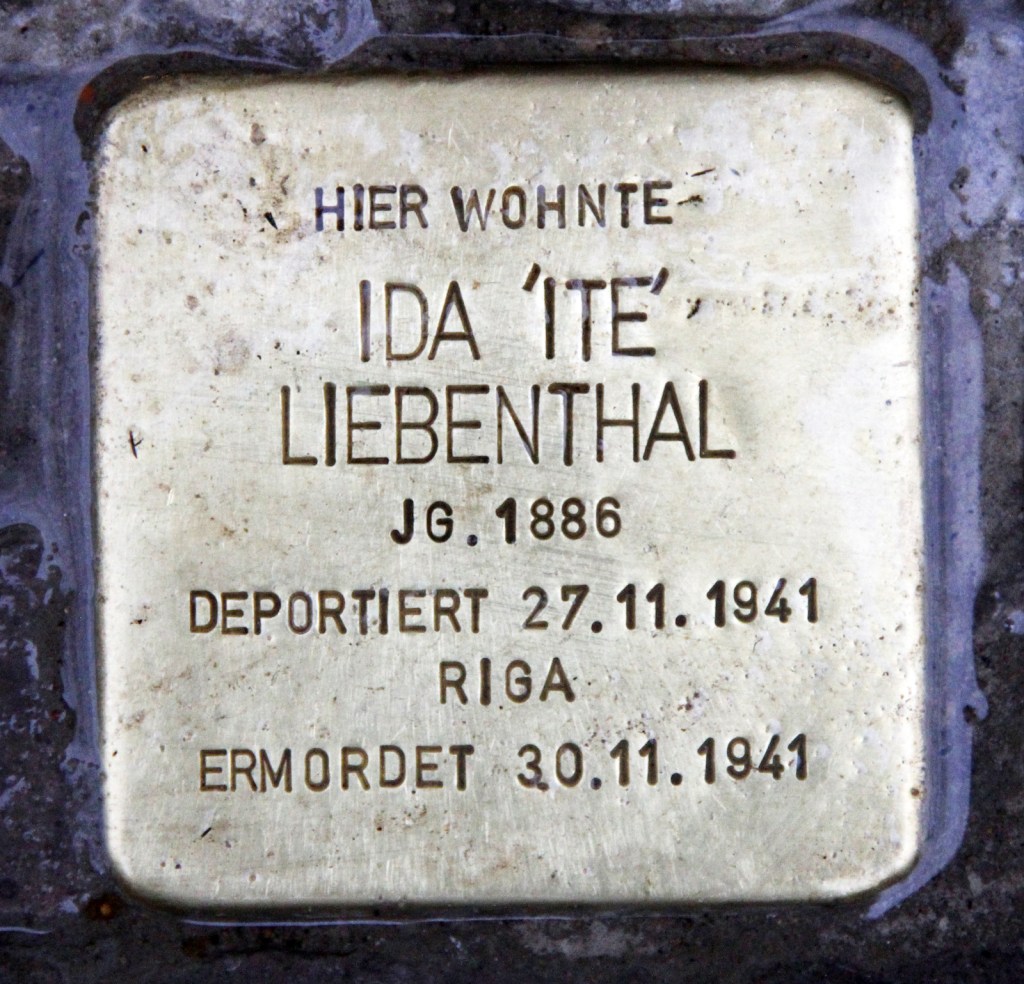 HIER WOHNTE
IDA 'ITE'
LIEBENTHAL
JG. 1886
DEPORTIERT 27.11.1941
RIGA
ERMORDET 30.11.1941